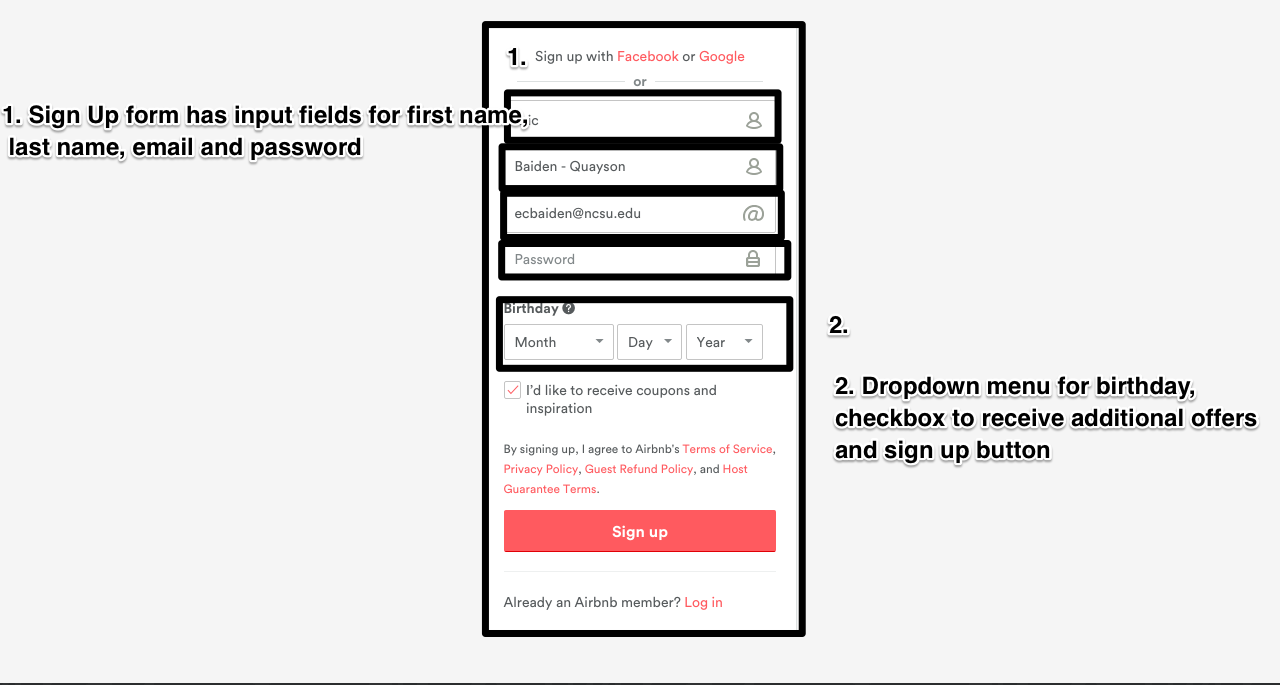 1. Sign up with Facebook or Google
or
1. Sign Up form has input fields for first name,
last name, email and password
Baiden - Quayson
ecbaiden@ncsu.edu
@
Password
Birthday ?
Month Day Year
2.
2. Dropdown menu for birthday,
checkbox to receive additional offers
and sign up button
I'd like to receive coupons and
inspiration
By signing up, I agree to Airbnb's Terms of Service,
Privacy Policy, Guest Refund Policy, and Host
Guarantee Terms.
Sign up
Already an Airbnb member? Log in